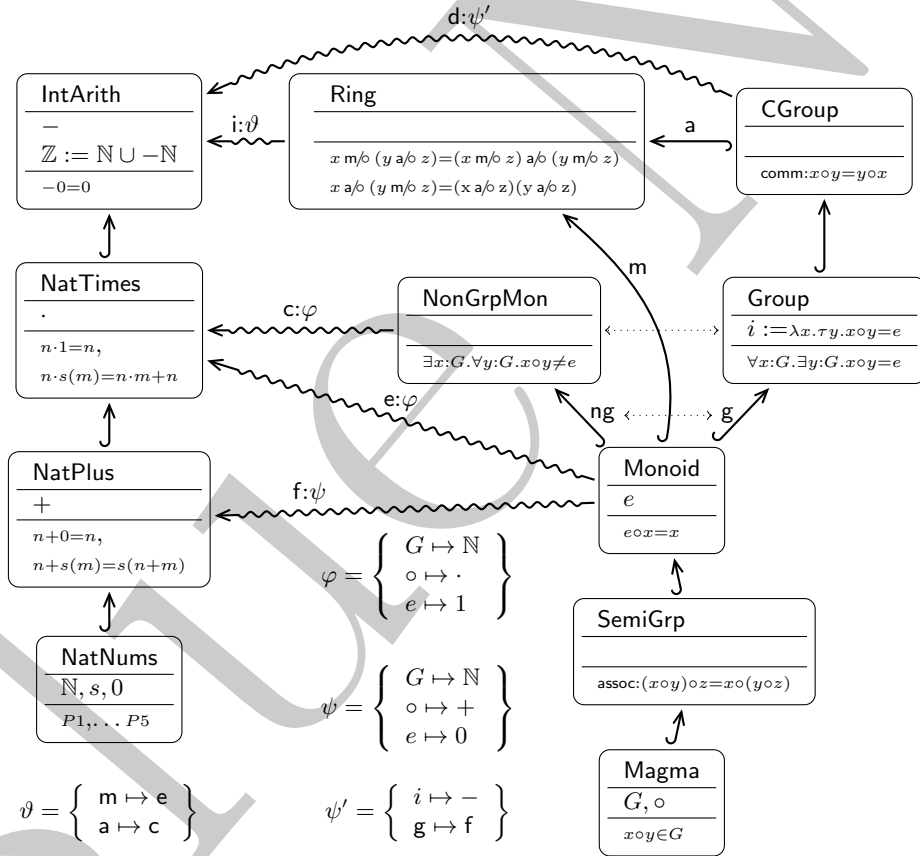 d:ψ′
IntArith
−
ℤ := ℕ ∪ −ℕ
−0=0
i:ϑ
Ring
x m/∘ (y a/∘ z)=(x m/∘ z) a/∘ (y m/∘ z)
x a/∘ (y m/∘ z)=(x a/∘ z)(y a/∘ z)
a
CGroup
comm:x∘y=y∘x
m
NatTimes
·
n·1=n,
n·s(m)=n·m+n
c:φ
NonGrpMon
∃x:G.∀y:G.x∘y≠e
Group
i :=λx.τy.x∘y=e
∀x:G.∃y:G.x∘y=e
e:φ
ng
g
NatPlus
+
n+0=n,
n+s(m)=s(n+m)
f:ψ
Monoid
e
e∘x=x
φ = { G ↦ ℕ
∘ ↦ ·
e ↦ 1 }
SemiGrp
assoc:(x∘y)∘z=x∘(y∘z)
NatNums
ℕ, s, 0
P1,... P5
ψ = { G ↦ ℕ
∘ ↦ +
e ↦ 0 }
Magma
G, ∘
x∘y∈G
ϑ = { m ↦ e
a ↦ c }
ψ′ = { i ↦ −
g ↦ f }